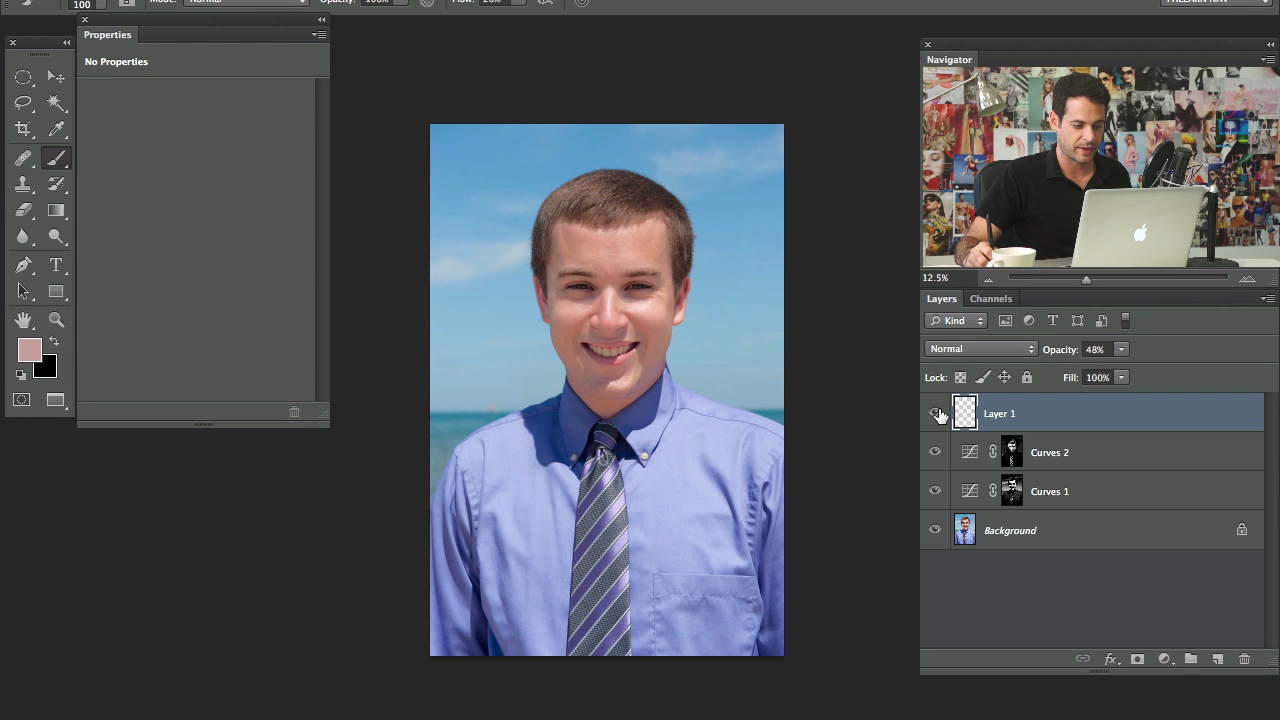 100
Mode: Normal
Opacity: 100%
Flow: 20%
Properties
No Properties
T
Navigator
12.5%
Layers
Channels
Kind
T
Normal
Opacity: 48%
Lock:
Fill: 100%
Layer 1
Curves 2
Curves 1
Background
fx